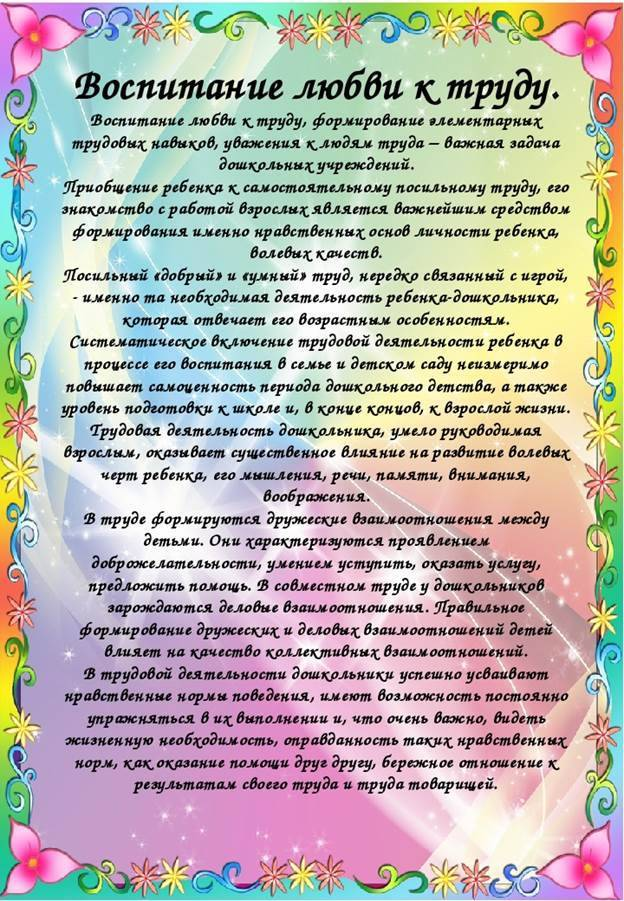 Воспитание любви к труду.
Воспитание любви к труду, формирование элементарных
трудовых навыков, уважения к людям труда – важная задача
дошкольных учреждений.
Приобщение ребенка к самостоятельному посильному труду, его
знакомство с работой взрослых является важнейшим средством
формирования именно нравственных основ личности ребенка,
волевых качеств.
Посильный «добрый» и «умный» труд, нередко связанный с игрой,
- именно та необходимая деятельность ребенка-дошкольника,
которая отвечает его возрастным особенностям.
Систематическое включение трудовой деятельности ребенка в
процессе его воспитания в семье и детском саду неизмеримо
повышает самоценность периода дошкольного детства, а также
уровень подготовки к школе и, в конце концов, к взрослой жизни.
Трудовая деятельность дошкольника, умело руководимая
взрослым, оказывает существенное влияние на развитие волевых
черт ребенка, его мышления, речи, памяти, внимания,
воображения.
В труде формируются дружеские взаимоотношения между
детьми. Они характеризуются проявлением
доброжелательности, умением уступить, оказать услугу,
предложить помощь. В совместном труде у дошкольников
зарождаются деловые взаимоотношения. Правильное
формирование дружеских и деловых взаимоотношений детей
влияет на качество коллективных взаимоотношений.
В трудовой деятельности дошкольники успешно усваивают
нравственные нормы поведения, имеют возможность постоянно
упражняться в их выполнении и, что очень важно, видеть
жизненную необходимость, оправданность таких нравственных
норм, как оказание помощи друг другу, бережное отношение к
результатам своего труда и труда товарищей.